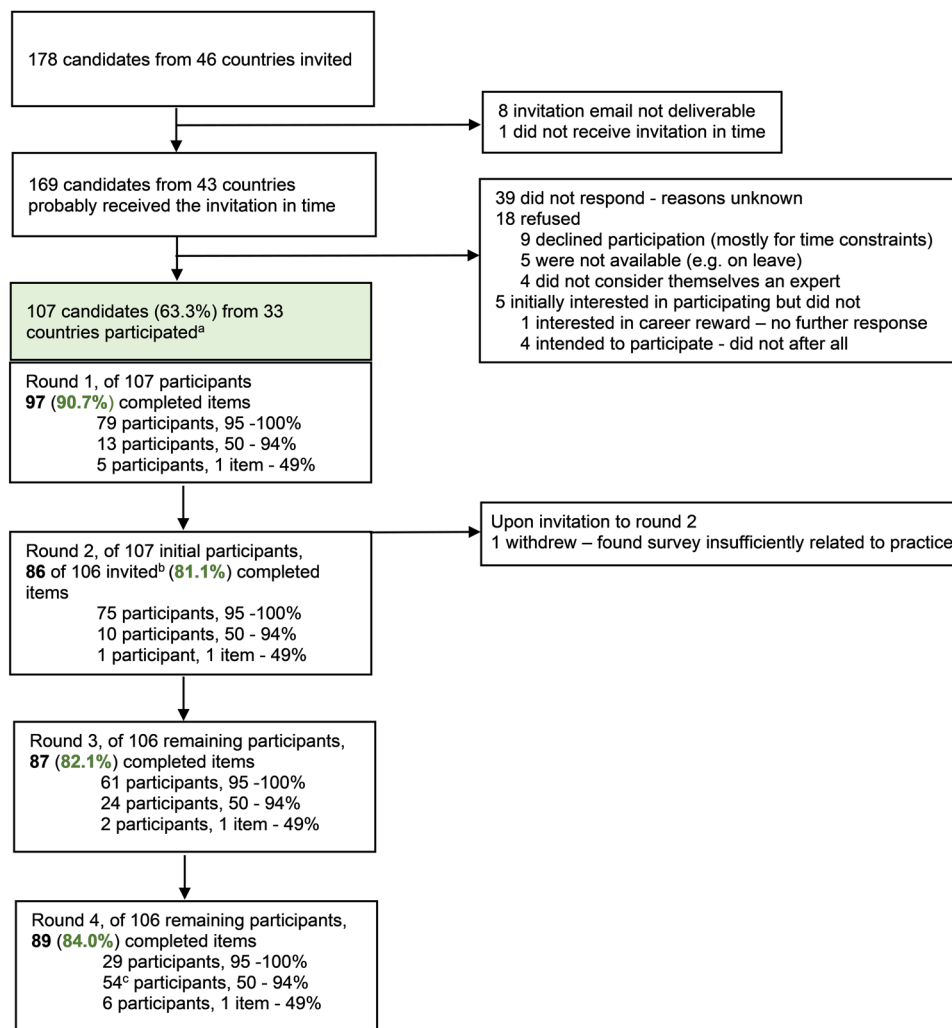 178 candidates from 46 countries invited
8 invitation email not deliverable
1 did not receive invitation in time
169 candidates from 43 countries
probably received the invitation in time
39 did not respond - reasons unknown
18 refused
9 declined participation (mostly for time constraints)
5 were not available (e.g. on leave)
4 did not consider themselves an expert
5 initially interested in participating but did not
1 interested in career reward – no further response
4 intended to participate - did not after all
107 candidates (63.3%) from 33
countries participatedᵃ
Round 1, of 107 participants
97 (90.7%) completed items
79 participants, 95 -100%
13 participants, 50 - 94%
5 participants, 1 item - 49%
Upon invitation to round 2
1 withdrew – found survey insufficiently related to practice
Round 2, of 107 initial participants,
86 of 106 invitedᵇ (81.1%) completed
items
75 participants, 95 -100%
10 participants, 50 - 94%
1 participant, 1 item - 49%
Round 3, of 106 remaining participants,
87 (82.1%) completed items
61 participants, 95 -100%
24 participants, 50 - 94%
2 participants, 1 item - 49%
Round 4, of 106 remaining participants,
89 (84.0%) completed items
29 participants, 95 -100%
54ᶜ participants, 50 - 94%
6 participants, 1 item - 49%